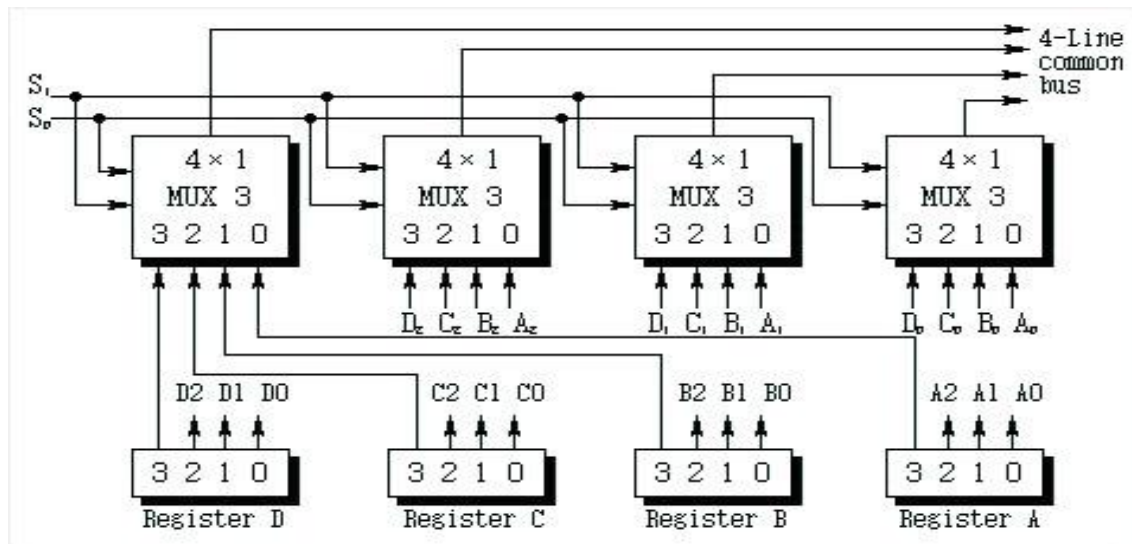 4-Line
common
bus
S₁
S₀
4×1 4×1 4×1 4×1
MUX 3 MUX 3 MUX 3 MUX 3
3 2 1 0 3 2 1 0 3 2 1 0 3 2 1 0
D₂ C₂ B₂ A₂ D₁ C₁ B₁ A₁ D₀ C₀ B₀ A₀
D2 D1 D0 C2 C1 C0 B2 B1 B0 A2 A1 A0
3 2 1 0 3 2 1 0 3 2 1 0 3 2 1 0
Register D Register C Register B Register A